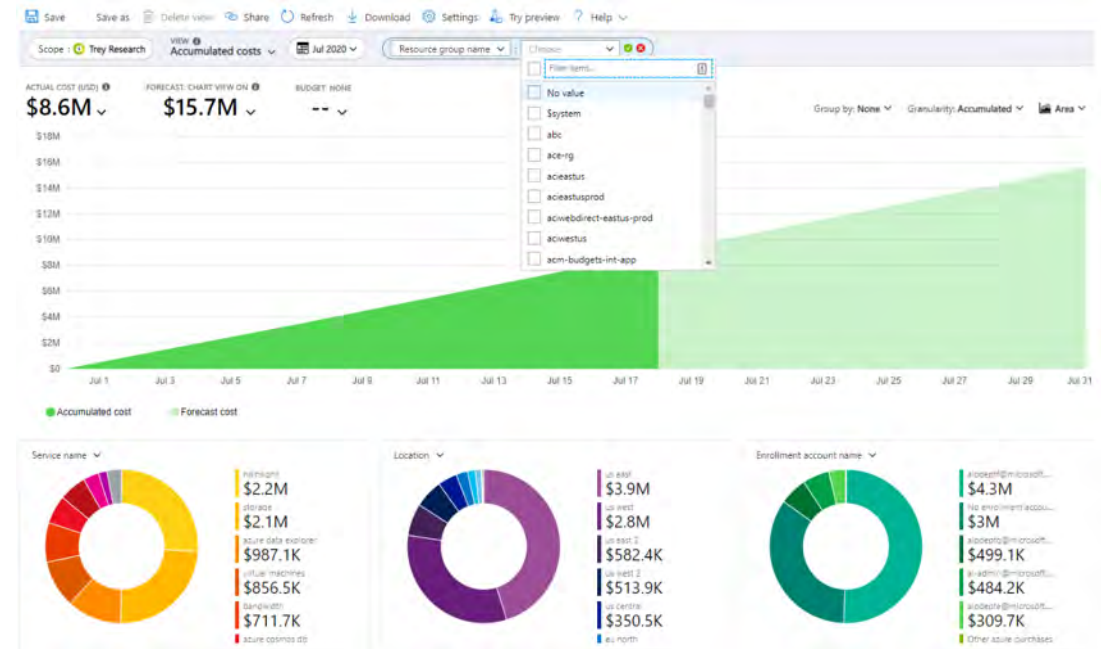 Save Save as Delete view Share Refresh Download Settings Try preview ? Help
Scope : Trey Research
VIEW
Accumulated costs
Jul 2020
Resource group name
Choose
Filter items...
ACTUAL COST (USD)
$8.6M
FORECAST: CHART VIEW ON
$15.7M
BUDGET: NONE
--
No value
$system
abc
ace-rg
acieastus
acieastusprod
aciwebdirect-eastus-prod
aciwestus
acm-budgets-int-app
Group by: None Granularity: Accumulated Area
$18M
$16M
$14M
$12M
$10M
$8M
$6M
$4M
$2M
$0
Jul 1 Jul 3 Jul 5 Jul 7 Jul 9 Jul 11 Jul 13 Jul 15 Jul 17 Jul 19 Jul 21 Jul 23 Jul 25 Jul 27 Jul 29 Jul 31
Accumulated cost Forecast cost
Service name
$2.2M
storage
$2.1M
azure data explorer
$987.1K
virtual machines
$856.5K
bandwidth
$711.7K
azure cosmos db
Location
us east
$3.9M
us west
$2.8M
us east 2
$582.4K
us west 2
$513.9K
us central
$350.5K
eu north
Enrollment account name
$4.3M
No enrollment accou...
$3M
$499.1K
$484.2K
$309.7K
Other azure purchases